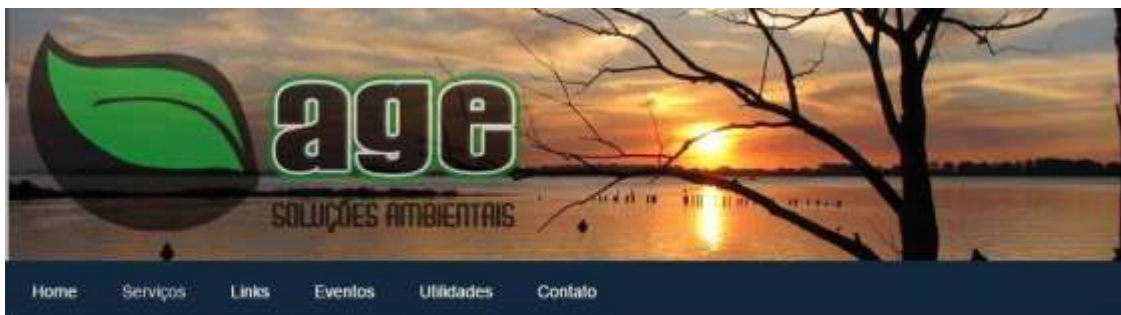 age
SOLUÇÕES AMBIENTAIS
Home Serviços Links Eventos Utilidades Contato